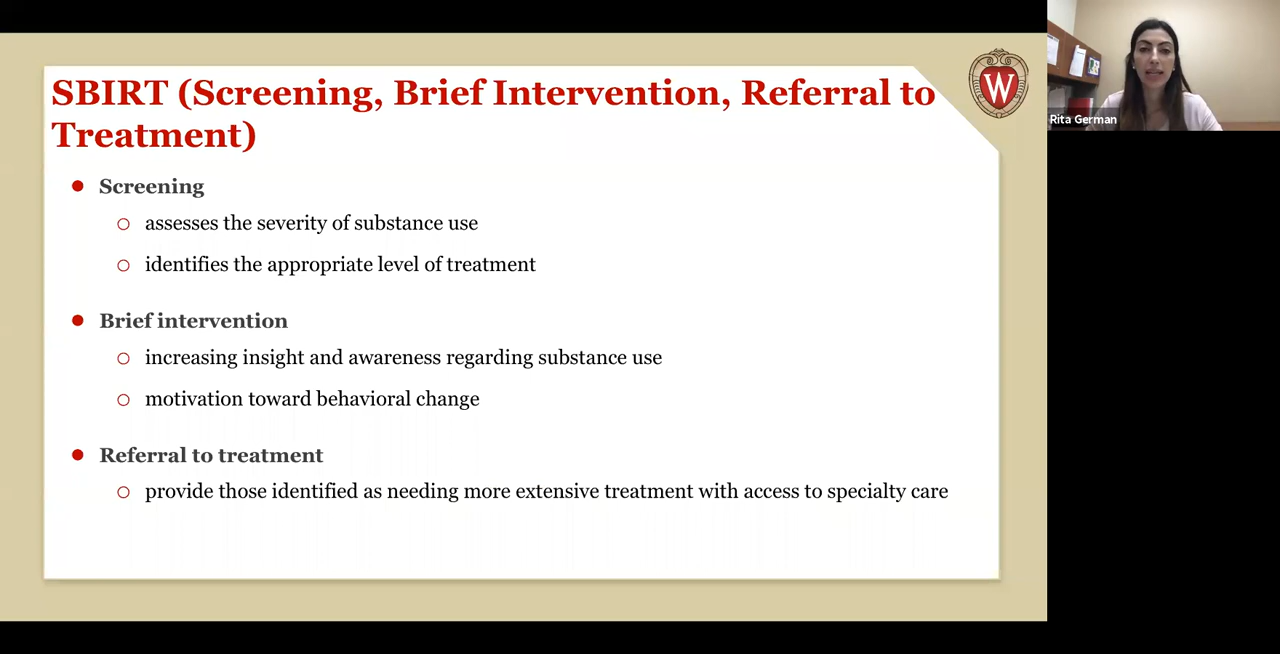 SBIRT (Screening, Brief Intervention, Referral to
Treatment)
Screening
assesses the severity of substance use
identifies the appropriate level of treatment
Brief intervention
increasing insight and awareness regarding substance use
motivation toward behavioral change
Referral to treatment
provide those identified as needing more extensive treatment with access to specialty care
W
Rita German